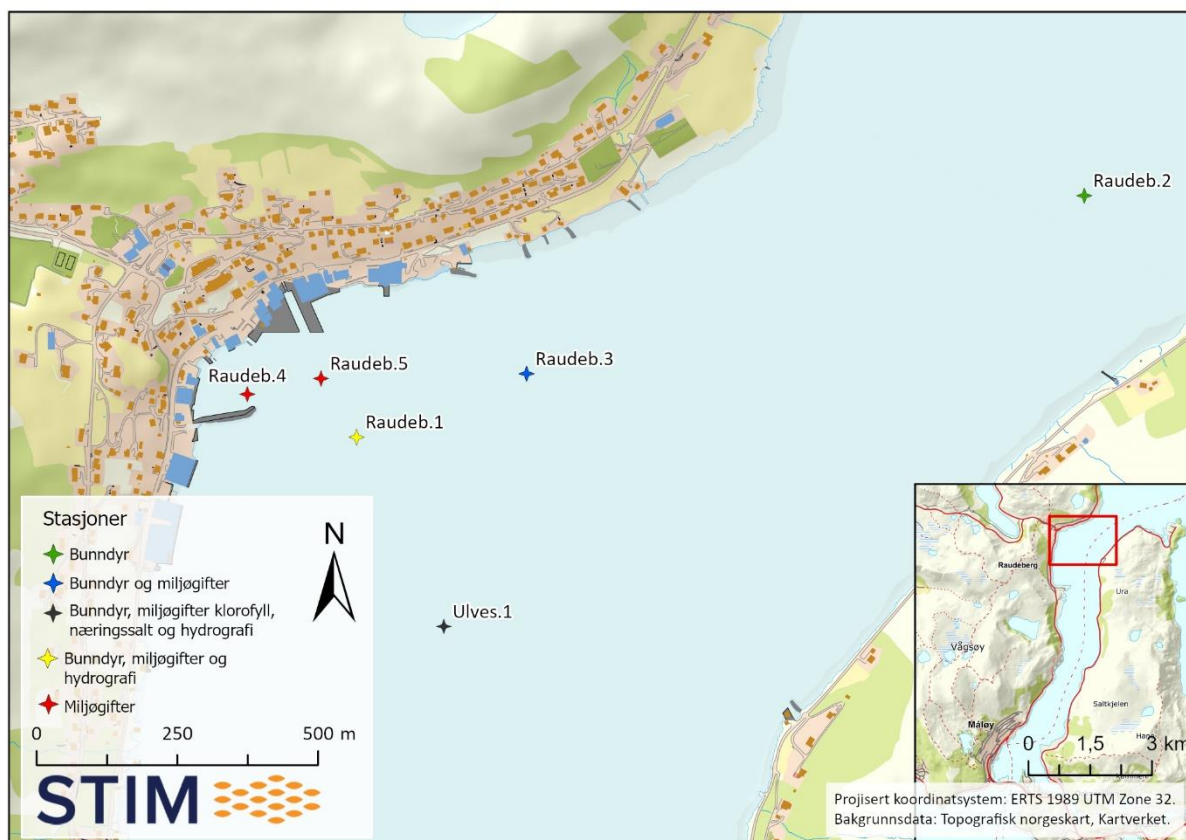 Raudeb.2
Raudeb.3
Raudeb.5
Raudeb.4
Raudeb.1
Ulves.1
Stasjoner
Bunndyr
Bunndyr og miljøgifter
Bunndyr, miljøgifter klorofyll,
næringssalt og hydrografi
Bunndyr, miljøgifter og
hydrografi
Miljøgifter
N
0 250 500 m
STIM
Raudeberg
Ura
Vågsøy
Saltkjelen
Måløy
0 1,5 3 km
Projisert koordinatsystem: ERTS 1989 UTM Zone 32.
Bakgrunnsdata: Topografisk norgeskart, Kartverket.